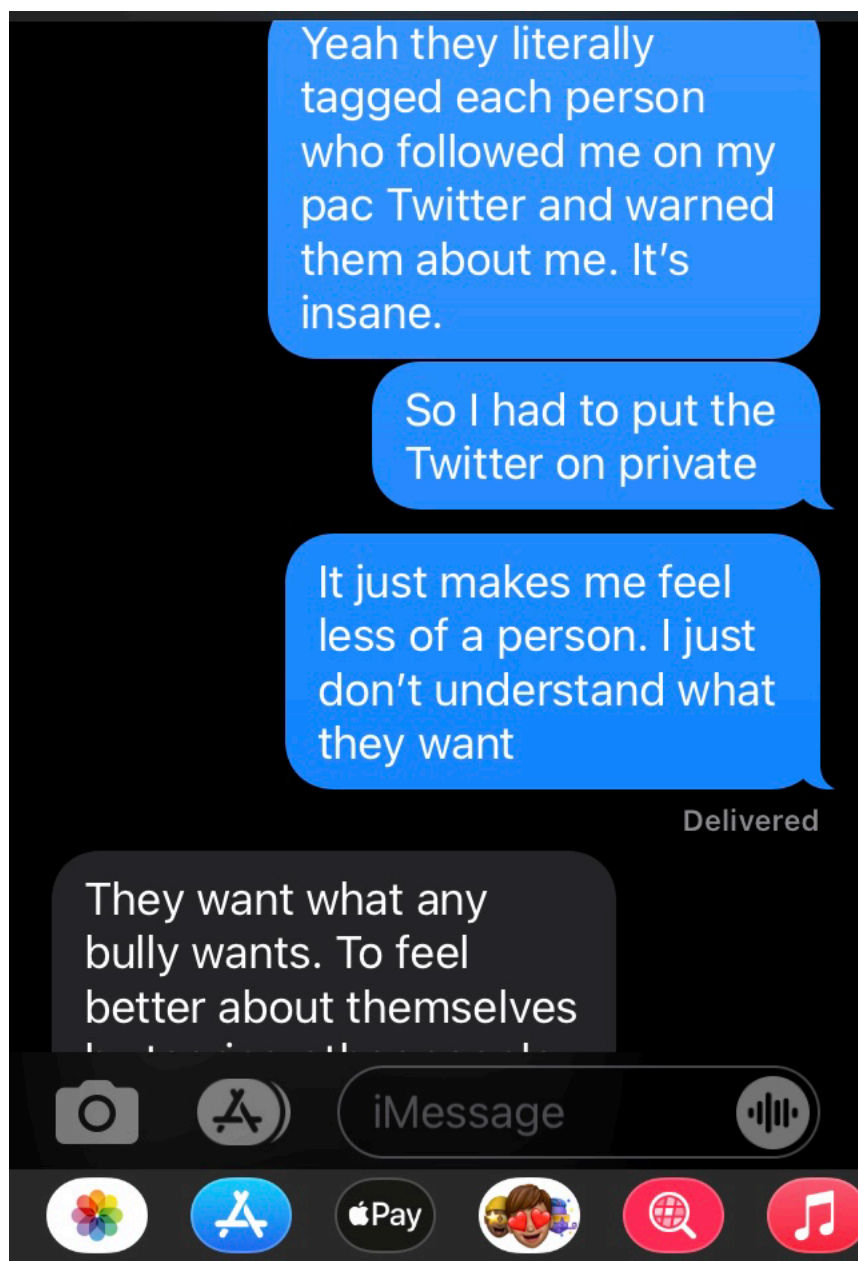 Yeah they literally
tagged each person
who followed me on my
pac Twitter and warned
them about me. It’s
insane.
So I had to put the
Twitter on private
It just makes me feel
less of a person. I just
don’t understand what
they want
Delivered
They want what any
bully wants. To feel
better about themselves
iMessage
Pay